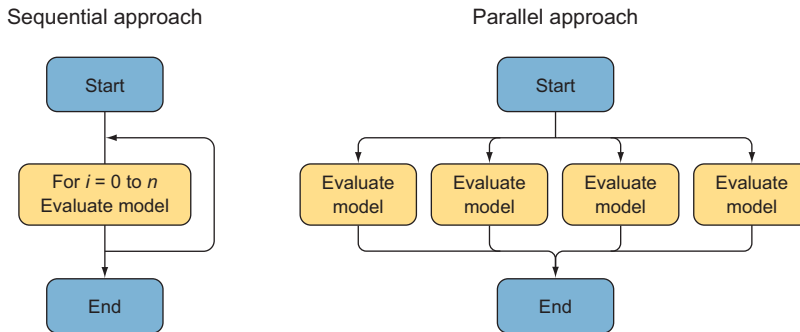 Sequential approach
Parallel approach
Start
For i = 0 to n
Evaluate model
End
Start
Evaluate
model
Evaluate
model
Evaluate
model
Evaluate
model
End